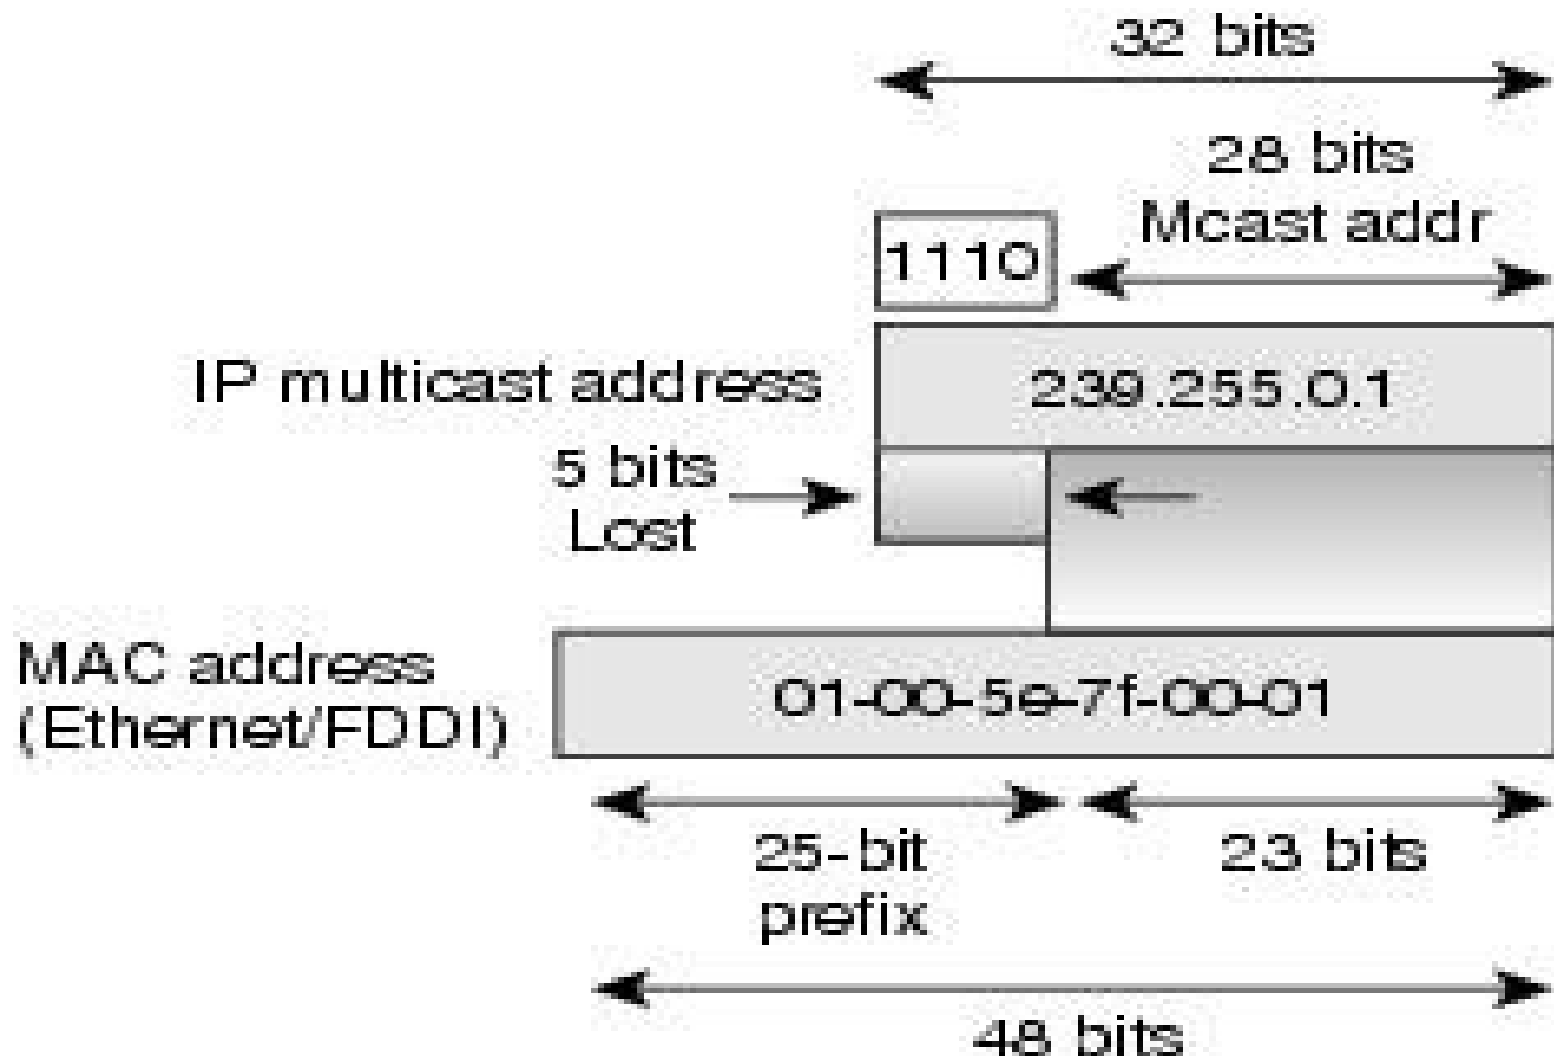 32 bits
28 bits
Mcast addr
1110
IP multicast address
239.255.0.1
5 bits
Lost
MAC address
(Ethernet/FDDI)
01-00-5e-7f-00-01
25-bit
prefix
23 bits
48 bits